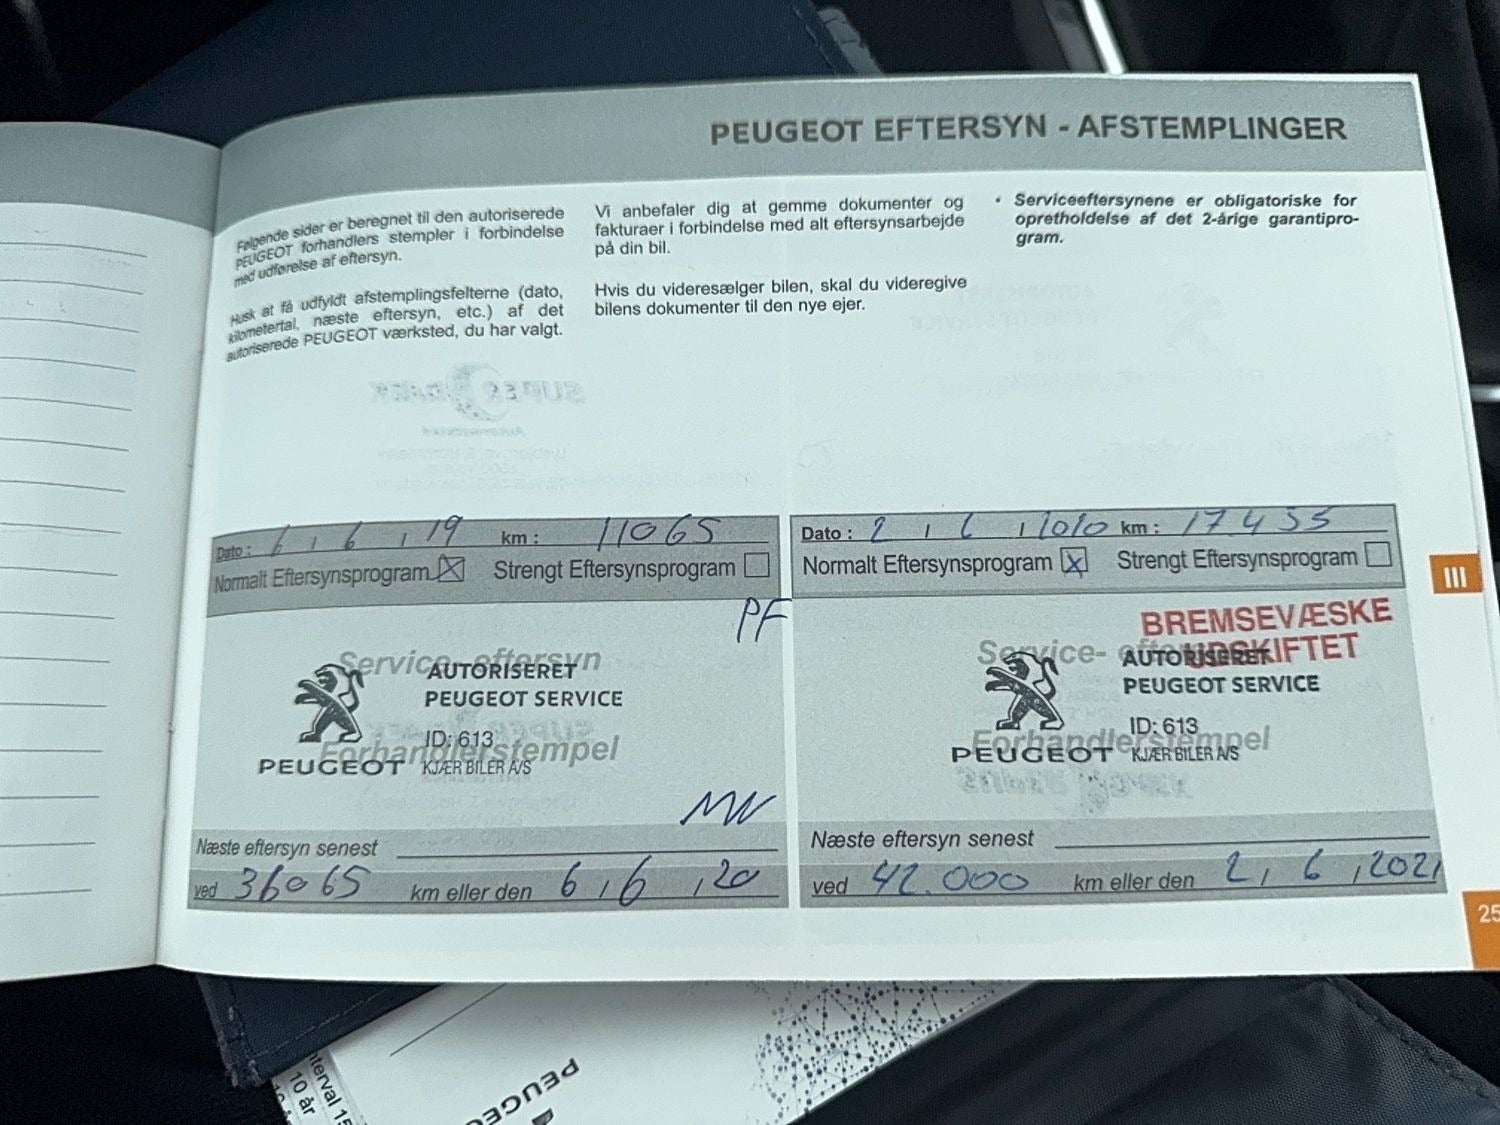 PEUGEOT EFTERSYN - AFSTEMPLINGER
Følgende sider er beregnet til den autoriserede
PEUGEOT forhandlers stempler i forbindelse
med udførelse af eftersyn.
Husk at få udfyldt afstemplingsfelterne (dato,
kilometertal, næste eftersyn, etc.) af det
autoriserede PEUGEOT værksted, du har valgt.
Vi anbefaler dig at gemme dokumenter og
fakturaer i forbindelse med alt eftersynsarbejde
på din bil.
Hvis du videresælger bilen, skal du videregive
bilens dokumenter til den nye ejer.
• Serviceeftersynene er obligatoriske for
opretholdelse af det 2-årige garantipro-
gram.
Dato : 6 , 6 , 19 km : 11065
Normalt Eftersynsprogram Strengt Eftersynsprogram
PF
Service-eftersyn
AUTORISERET
PEUGEOT SERVICE
ID: 613
Forhandlerstempel
PEUGEOT KJÆR BILER A/S
MN
Næste eftersyn senest
ved 36065 km eller den 6 , 6 , 20
Dato : 2 , 6 , km : 17.435
Normalt Eftersynsprogram Strengt Eftersynsprogram
BREMSEVÆSKE
UDSKIFTET
Service-
AUTORISERET
PEUGEOT SERVICE
ID: 613
Forhandlerstempel
PEUGEOT KJÆR BILER A/S
Næste eftersyn senest
ved 42.000 km eller den 2 , 6 , 2021
III
25
PEUGEO
10 år